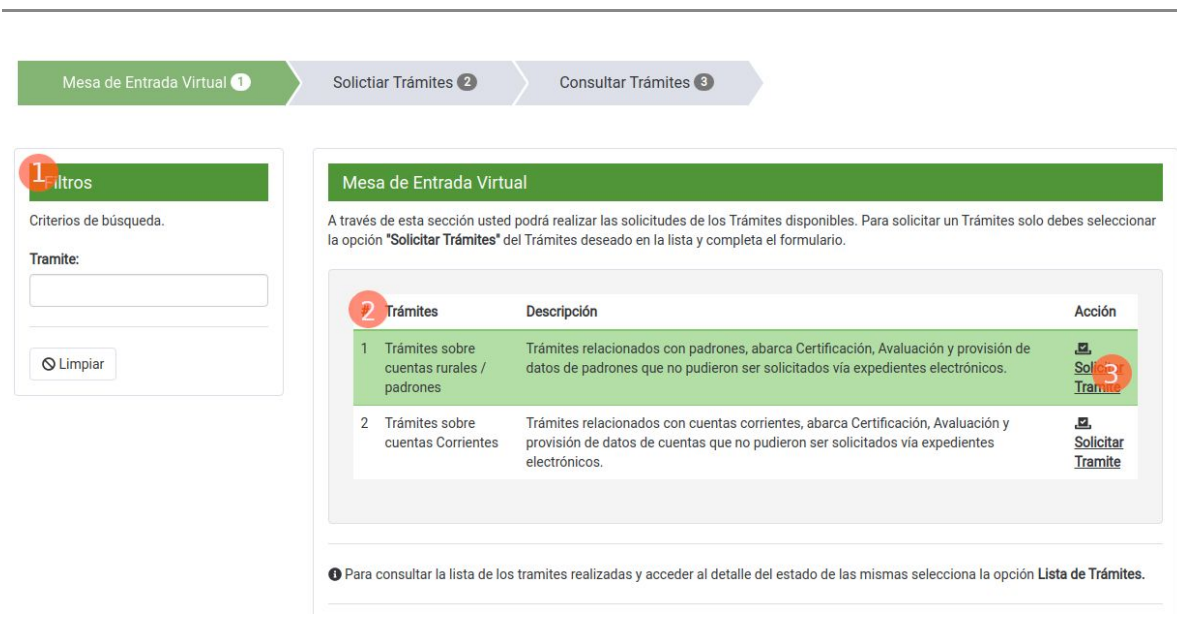 Mesa de Entrada Virtual 1
Solictiar Trámites 2
Consultar Trámites 3
1
Filtros
Criterios de búsqueda.
Tramite:
Limpiar
Mesa de Entrada Virtual
A través de esta sección usted podrá realizar las solicitudes de los Trámites disponibles. Para solicitar un Trámites solo debes seleccionar
la opción "Solicitar Trámites" del Trámites deseado en la lista y completa el formulario.
2
# Trámites Descripción Acción
1 Trámites sobre Trámites relacionados con padrones, abarca Certificación, Avaluación y provisión de
cuentas rurales / datos de padrones que no pudieron ser solicitados vía expedientes electrónicos. Solicitar
padrones Tramite
3
2 Trámites sobre Trámites relacionados con cuentas corrientes, abarca Certificación, Avaluación y
cuentas Corrientes provisión de datos de cuentas que no pudieron ser solicitados vía expedientes Solicitar
electrónicos. Tramite
Para consultar la lista de los tramites realizadas y acceder al detalle del estado de las mismas selecciona la opción Lista de Trámites.